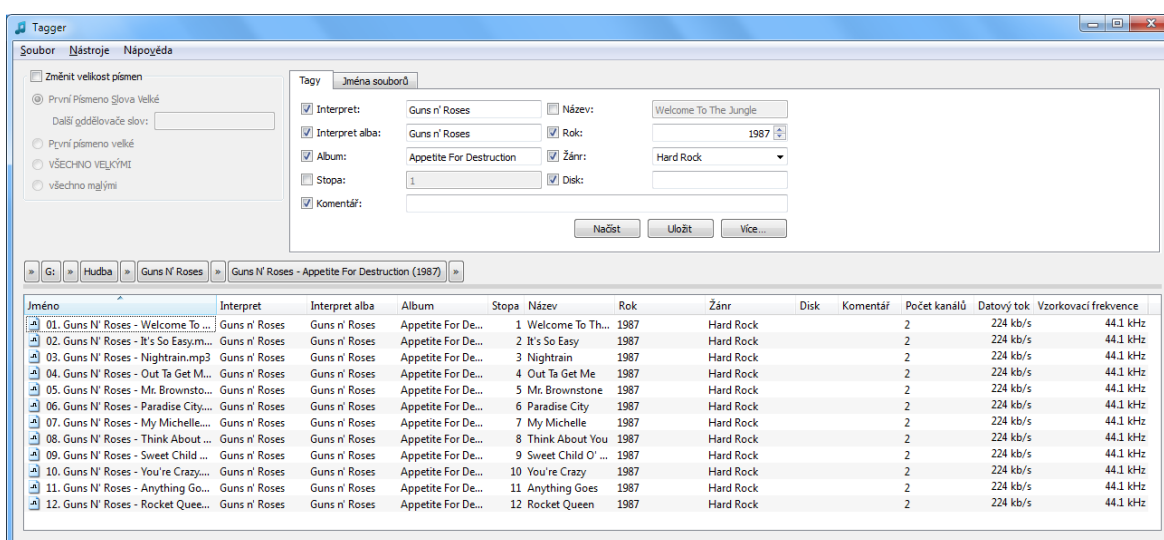 Tagger
Soubor Nástroje Nápověda
Změnit velikost písmen
První Písmeno Slova Velké
Další oddělovače slov:
První písmeno velké
VŠECHNO VELKÝMI
všechno malými
Tagy Jména souborů
Interpret: Guns n' Roses Název: Welcome To The Jungle
Interpret alba: Guns n' Roses Rok: 1987
Album: Appetite For Destruction Žánr: Hard Rock
Stopa: 1 Disk:
Komentář:
Načíst Uložit Více...
» G: » Hudba » Guns N' Roses » Guns N' Roses - Appetite For Destruction (1987) »
Jméno Interpret Interpret alba Album Stopa Název Rok Žánr Disk Komentář Počet kanálů Datový tok Vzorkovací frekvence
01. Guns N' Roses - Welcome To ... Guns n' Roses Guns n' Roses Appetite For De... 1 Welcome To Th... 1987 Hard Rock 2 224 kb/s 44.1 kHz
02. Guns N' Roses - It's So Easy.m... Guns n' Roses Guns n' Roses Appetite For De... 2 It's So Easy 1987 Hard Rock 2 224 kb/s 44.1 kHz
03. Guns N' Roses - Nightrain.mp3 Guns n' Roses Guns n' Roses Appetite For De... 3 Nightrain 1987 Hard Rock 2 224 kb/s 44.1 kHz
04. Guns N' Roses - Out Ta Get M... Guns n' Roses Guns n' Roses Appetite For De... 4 Out Ta Get Me 1987 Hard Rock 2 224 kb/s 44.1 kHz
05. Guns N' Roses - Mr. Brownsto... Guns n' Roses Guns n' Roses Appetite For De... 5 Mr. Brownstone 1987 Hard Rock 2 224 kb/s 44.1 kHz
06. Guns N' Roses - Paradise City.... Guns n' Roses Guns n' Roses Appetite For De... 6 Paradise City 1987 Hard Rock 2 224 kb/s 44.1 kHz
07. Guns N' Roses - My Michelle.... Guns n' Roses Guns n' Roses Appetite For De... 7 My Michelle 1987 Hard Rock 2 224 kb/s 44.1 kHz
08. Guns N' Roses - Think About ... Guns n' Roses Guns n' Roses Appetite For De... 8 Think About You 1987 Hard Rock 2 224 kb/s 44.1 kHz
09. Guns N' Roses - Sweet Child ... Guns n' Roses Guns n' Roses Appetite For De... 9 Sweet Child O' ... 1987 Hard Rock 2 224 kb/s 44.1 kHz
10. Guns N' Roses - You're Crazy.... Guns n' Roses Guns n' Roses Appetite For De... 10 You're Crazy 1987 Hard Rock 2 224 kb/s 44.1 kHz
11. Guns N' Roses - Anything Go... Guns n' Roses Guns n' Roses Appetite For De... 11 Anything Goes 1987 Hard Rock 2 224 kb/s 44.1 kHz
12. Guns N' Roses - Rocket Quee... Guns n' Roses Guns n' Roses Appetite For De... 12 Rocket Queen 1987 Hard Rock 2 224 kb/s 44.1 kHz